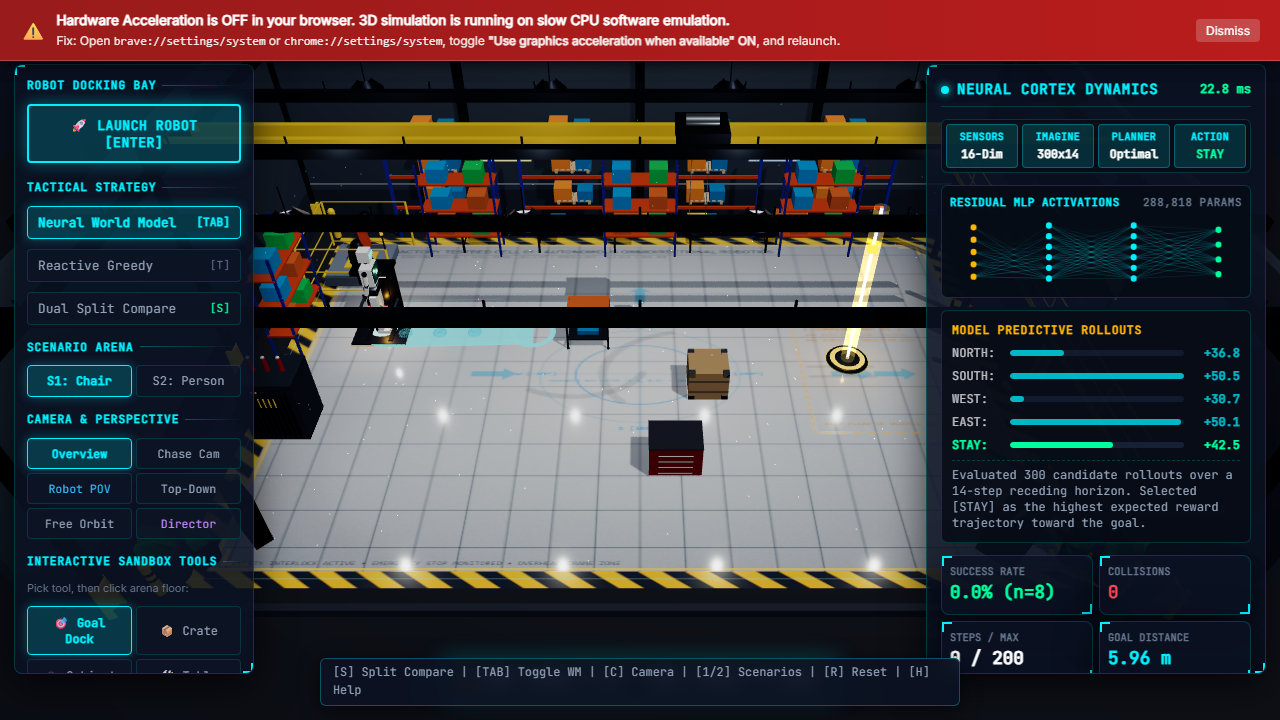 Hardware Acceleration is OFF in your browser. 3D simulation is running on slow CPU software emulation.
Fix: Open brave://settings/system or chrome://settings/system, toggle "Use graphics acceleration when available" ON, and relaunch.
Dismiss
ROBOT DOCKING BAY
🚀 LAUNCH ROBOT
[ENTER]
TACTICAL STRATEGY
Neural World Model [TAB]
Reactive Greedy [T]
Dual Split Compare [S]
SCENARIO ARENA
S1: Chair S2: Person
CAMERA & PERSPECTIVE
Overview Chase Cam
Robot POV Top-Down
Free Orbit Director
INTERACTIVE SANDBOX TOOLS
Pick tool, then click arena floor:
🎯 Goal
Dock
📦 Crate
INTERLOCK ACTIVE • EMERGENCY STOP MONITORED •
NEURAL CORTEX DYNAMICS 22.8 ms
SENSORS IMAGINE PLANNER ACTION
16-Dim 300x14 Optimal STAY
RESIDUAL MLP ACTIVATIONS 288,818 PARAMS
MODEL PREDICTIVE ROLLOUTS
NORTH: +36.8
SOUTH: +50.5
WEST: +30.7
EAST: +50.1
STAY: +42.5
Evaluated 300 candidate rollouts over a
14-step receding horizon. Selected
[STAY] as the highest expected reward
trajectory toward the goal.
SUCCESS RATE COLLISIONS
0.0% (n=8) 0
STEPS / MAX GOAL DISTANCE
0 / 200 5.96 m
[S] Split Compare | [TAB] Toggle WM | [C] Camera | [1/2] Scenarios | [R] Reset | [H]
Help